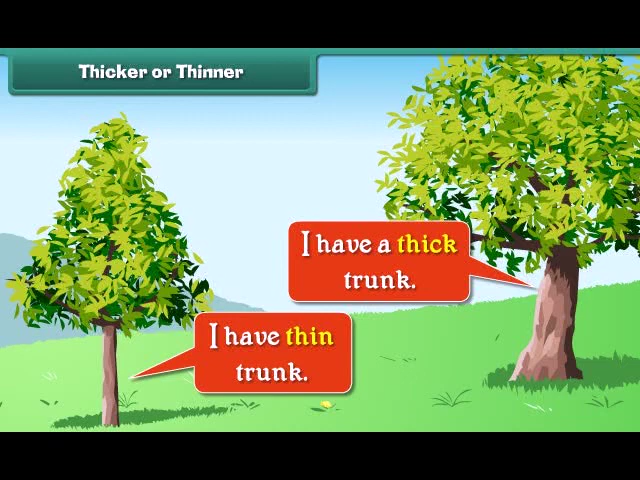 Thicker or Thinner
I have a thick
trunk.
I have thin
trunk.